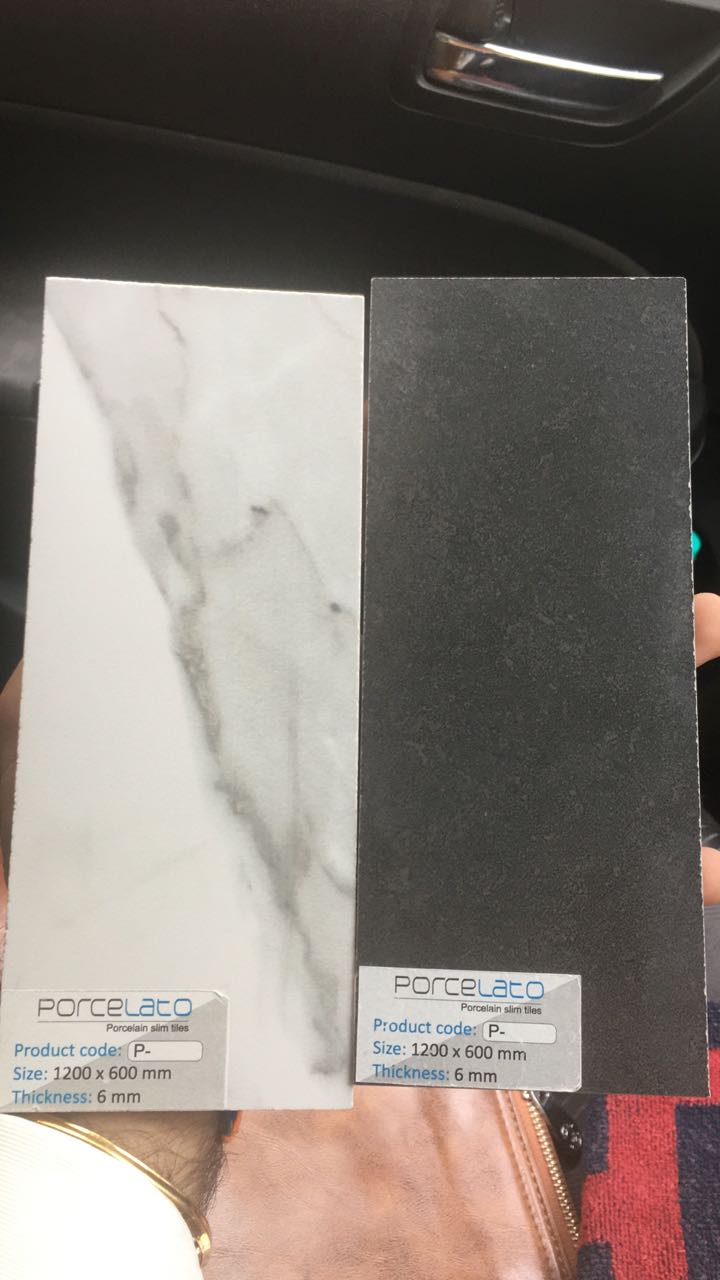 PORCELATO
Porcelain slim tiles
Product code: P-
Size: 1200 x 600 mm
Thickness: 6 mm
PORCELATO
Porcelain slim tiles
Product code: P-
Size: 1200 x 600 mm
Thickness: 6 mm